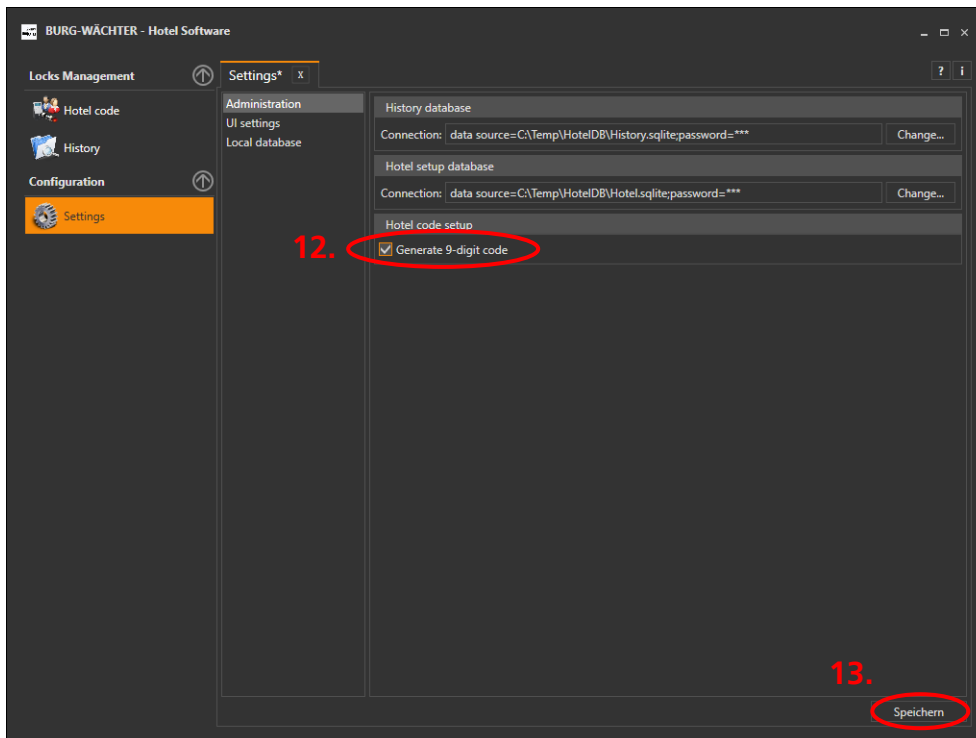 BURG-WÄCHTER - Hotel Software
Locks Management
Hotel code
History
Configuration
Settings
Settings* X
? i
Administration
UI settings
Local database
History database
Connection: data source=C:\Temp\HotelDB\History.sqlite;password=*** Change...
Hotel setup database
Connection: data source=C:\Temp\HotelDB\Hotel.sqlite;password=*** Change...
Hotel code setup
12. Generate 9-digit code
13.
Speichern